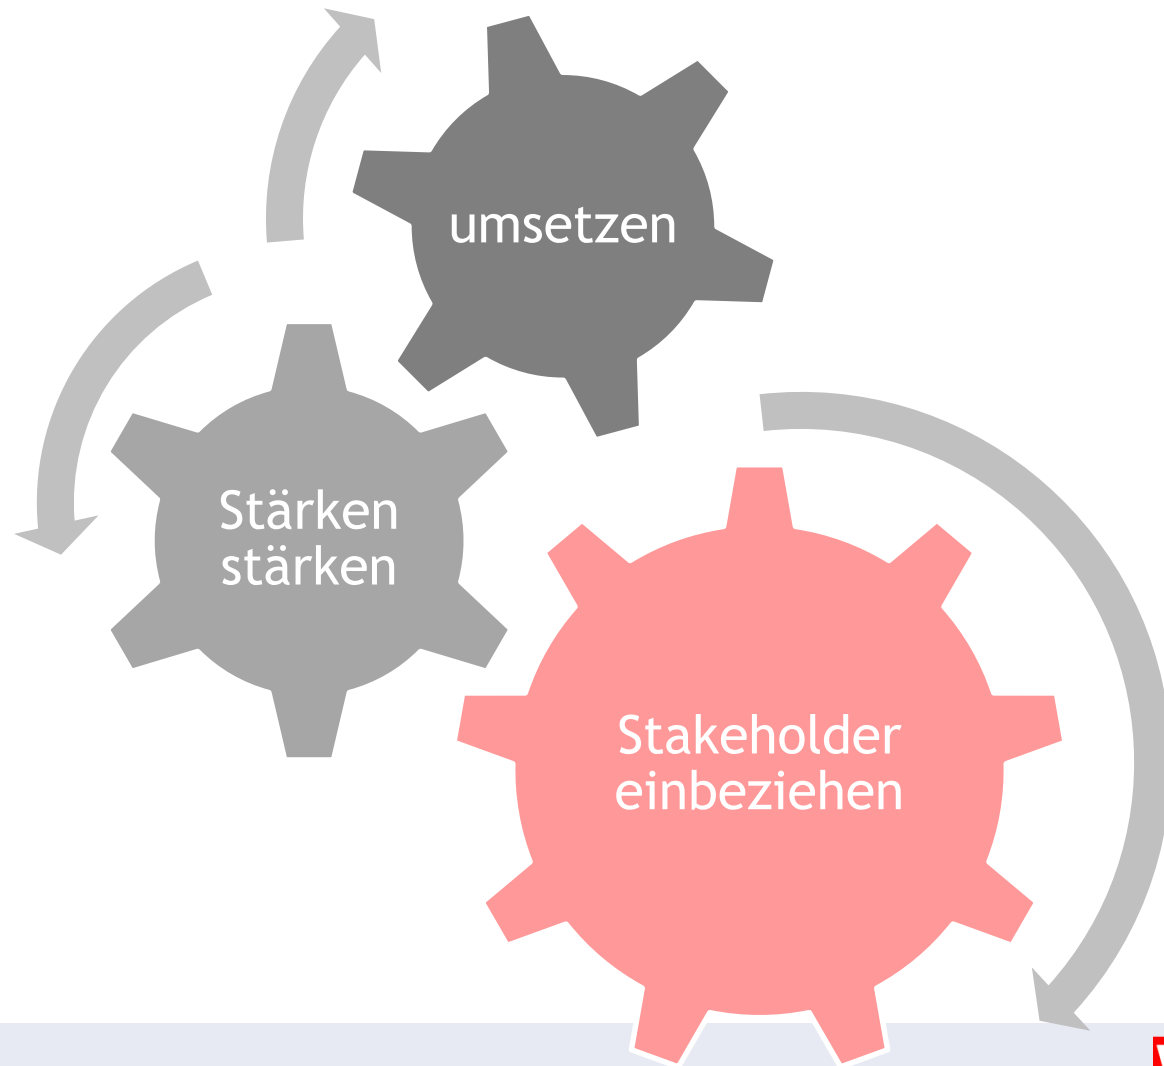 umsetzen
Stärken
stärken
Stakeholder
einbeziehen